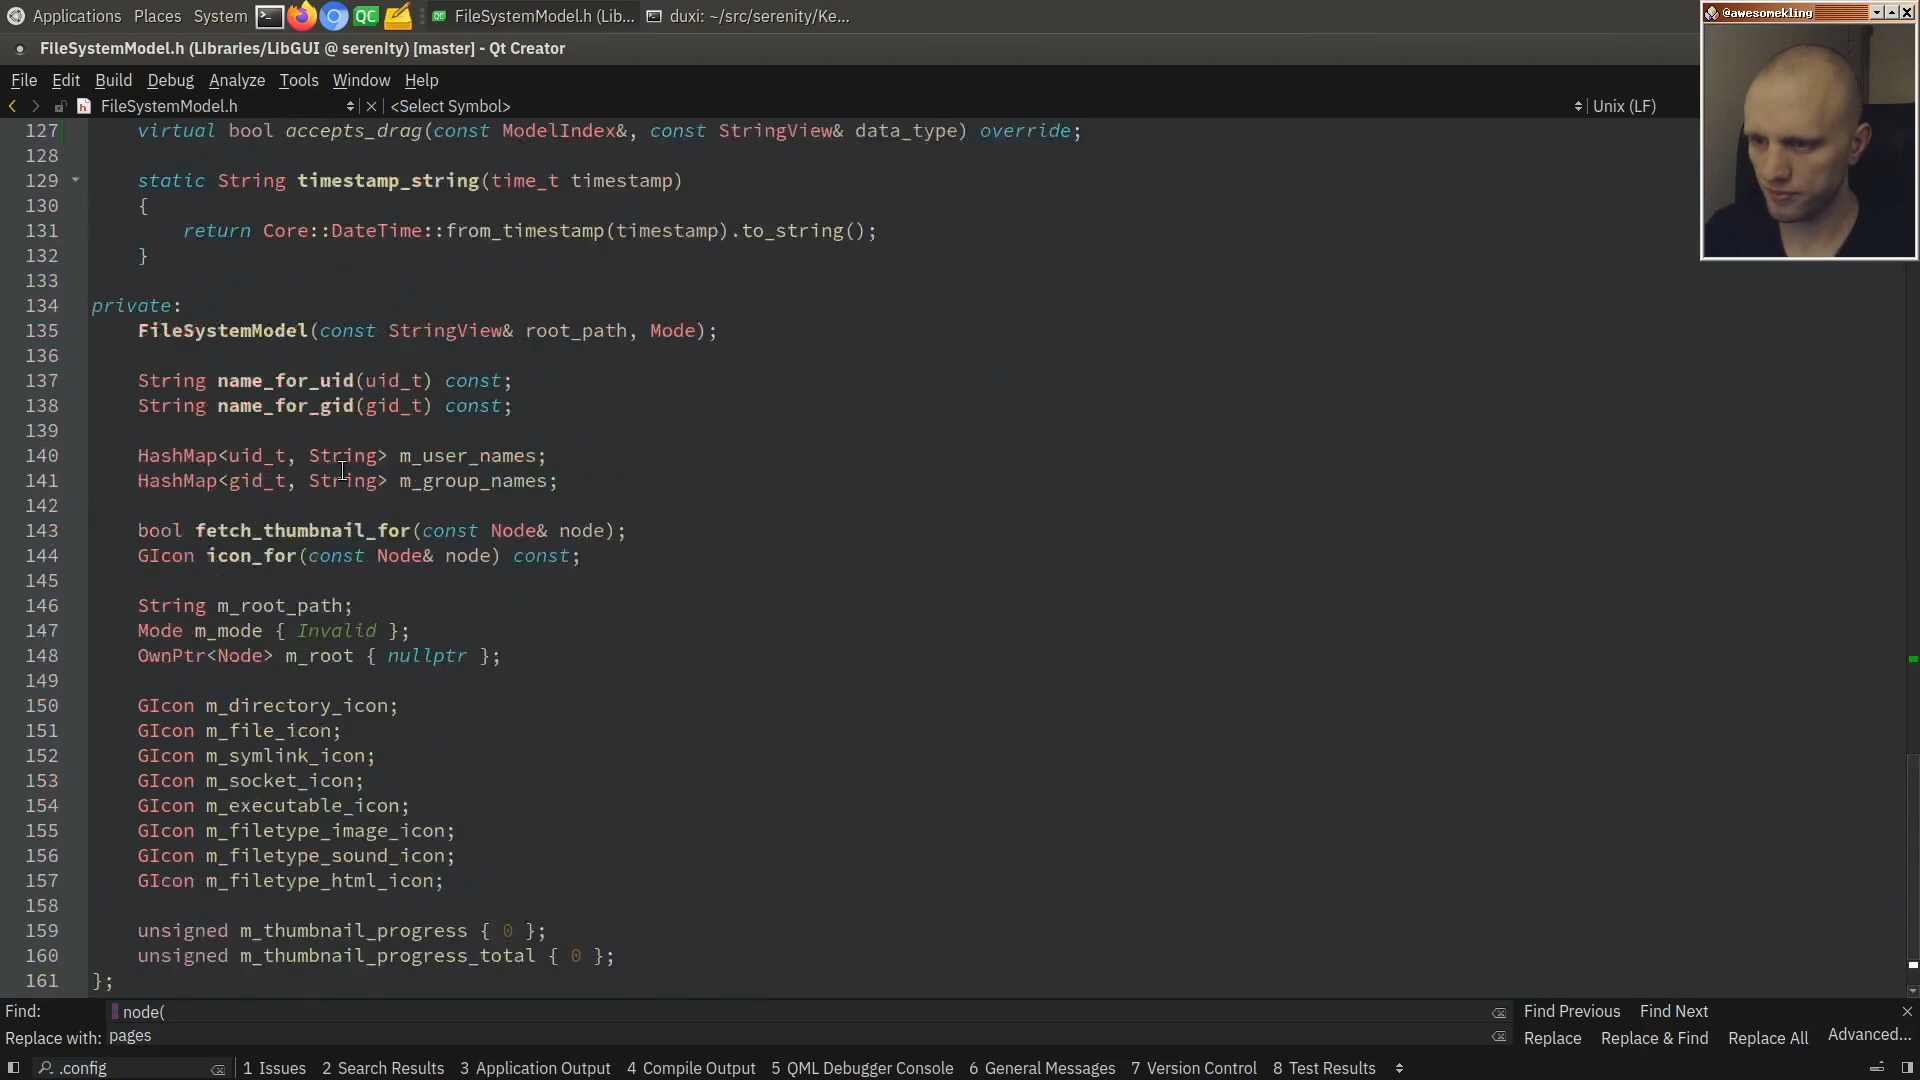 Applications Places System FileSystemModel.h (Lib... duxi: ~/src/serenity/Ke...
@awesomekling
FileSystemModel.h (Libraries/LibGUI @ serenity) [master] - Qt Creator
File Edit Build Debug Analyze Tools Window Help
FileSystemModel.h <Select Symbol> Unix (LF)
127 virtual bool accepts_drag(const ModelIndex&, const StringView& data_type) override;
128
129 static String timestamp_string(time_t timestamp)
130 {
131 return Core::DateTime::from_timestamp(timestamp).to_string();
132 }
133
134 private:
135 FileSystemModel(const StringView& root_path, Mode);
136
137 String name_for_uid(uid_t) const;
138 String name_for_gid(gid_t) const;
139
140 HashMap<uid_t, String> m_user_names;
141 HashMap<gid_t, String> m_group_names;
142
143 bool fetch_thumbnail_for(const Node& node);
144 GIcon icon_for(const Node& node) const;
145
146 String m_root_path;
147 Mode m_mode { Invalid };
148 OwnPtr<Node> m_root { nullptr };
149
150 GIcon m_directory_icon;
151 GIcon m_file_icon;
152 GIcon m_symlink_icon;
153 GIcon m_socket_icon;
154 GIcon m_executable_icon;
155 GIcon m_filetype_image_icon;
156 GIcon m_filetype_sound_icon;
157 GIcon m_filetype_html_icon;
158
159 unsigned m_thumbnail_progress { 0 };
160 unsigned m_thumbnail_progress_total { 0 };
161 };
Find: node( Find Previous Find Next
Replace with: pages Replace Replace & Find Replace All Advanced...
.config 1 Issues 2 Search Results 3 Application Output 4 Compile Output 5 QML Debugger Console 6 General Messages 7 Version Control 8 Test Results